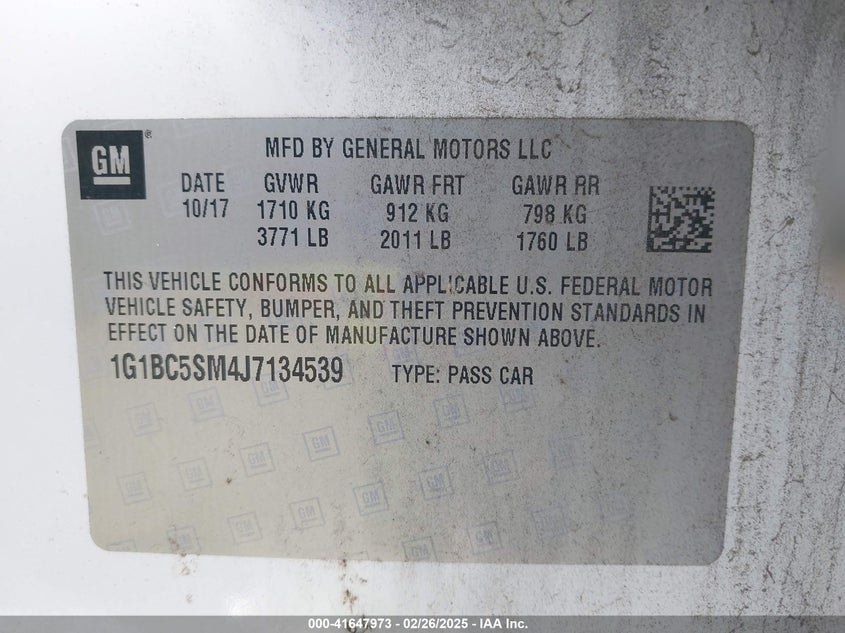 GM ®
MFD BY GENERAL MOTORS LLC
DATE GVWR GAWR FRT GAWR RR
10/17 1710 KG 912 KG 798 KG
3771 LB 2011 LB 1760 LB
THIS VEHICLE CONFORMS TO ALL APPLICABLE U.S. FEDERAL MOTOR
VEHICLE SAFETY, BUMPER, AND THEFT PREVENTION STANDARDS IN
EFFECT ON THE DATE OF MANUFACTURE SHOWN ABOVE.
1G1BC5SM4J7134539 TYPE: PASS CAR
000-41647973 - 02/26/2025 - IAA Inc.